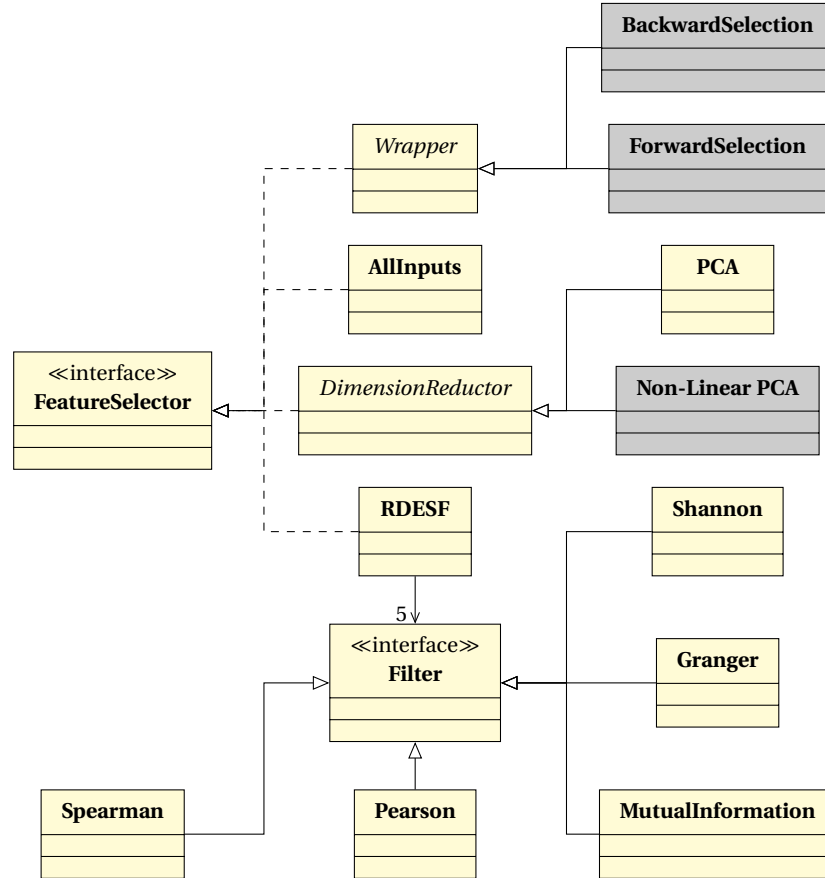 BackwardSelection
Wrapper
ForwardSelection
AllInputs
PCA
≪interface≫
FeatureSelector
DimensionReductor
Non-Linear PCA
RDESF
Shannon
5
≪interface≫
Filter
Granger
Spearman
Pearson
MutualInformation